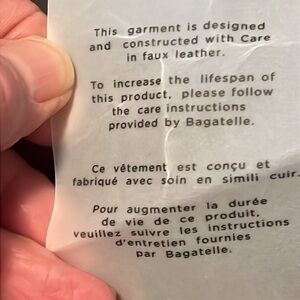 This garment is designed
and constructed with Care
in faux leather.
To increase the lifespan of
this product, please follow
the care instructions
provided by Bagatelle.
Ce vêtement est conçu et
fabriqué avec soin en simili cuir.
Pour augmenter la durée
de vie de ce produit,
veuillez suivre les instructions
d'entretien fournies
par Bagatelle.